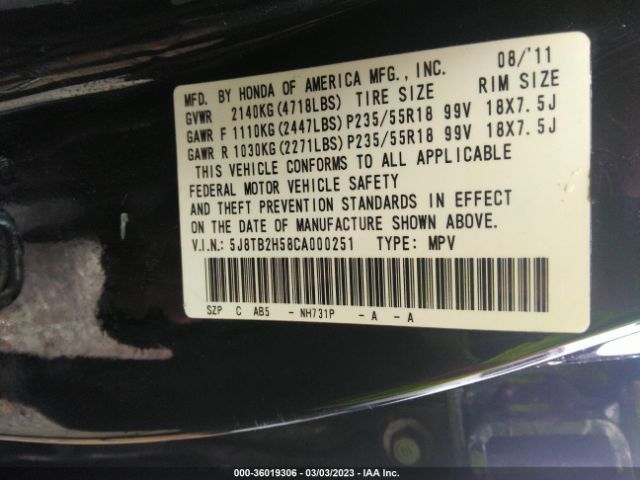 MFD. BY HONDA OF AMERICA MFG., INC. 08/'11
GVWR 2140KG(4718LBS) TIRE SIZE RIM SIZE
GAWR F 1110KG(2447LBS)P235/55R18 99V 18X7.5J
GAWR R 1030KG(2271LBS)P235/55R18 99V 18X7.5J
THIS VEHICLE CONFORMS TO ALL APPLICABLE
FEDERAL MOTOR VEHICLE SAFETY
AND THEFT PREVENTION STANDARDS IN EFFECT
ON THE DATE OF MANUFACTURE SHOWN ABOVE.
V.I.N.: 5J8TB2H58CA000251 TYPE: MPV
SZP C AB5 - NH731P - A - A
000-36019306 - 03/03/2023 - IAA Inc.